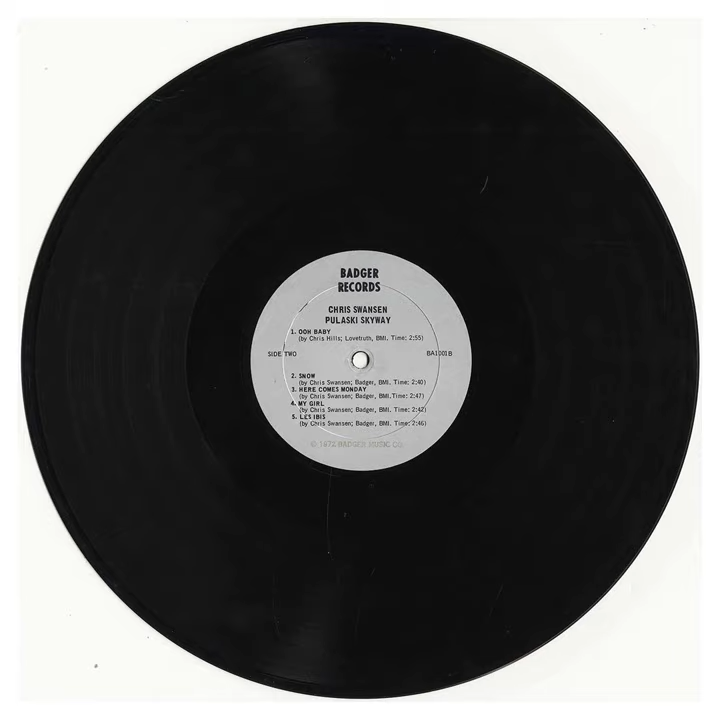 BADGER
RECORDS
CHRIS SWANSEN
PULASKI SKYWAY
1. OOH BABY
(by Chris Hills; Lovetruth, BMI. Time: 2:55)
SIDE TWO
BA1001B
2. SNOW
(by Chris Swansen; Badger, BMI. Time: 2:40)
3. HERE COMES MONDAY
(by Chris Swansen; Badger, BMI. Time: 2:47)
4. MY GIRL
(by Chris Swansen; Badger, BMI. Time: 2:42)
5. LES IBIS
(by Chris Swansen; Badger, BMI. Time: 2:46)
© 1972 BADGER MUSIC CO.